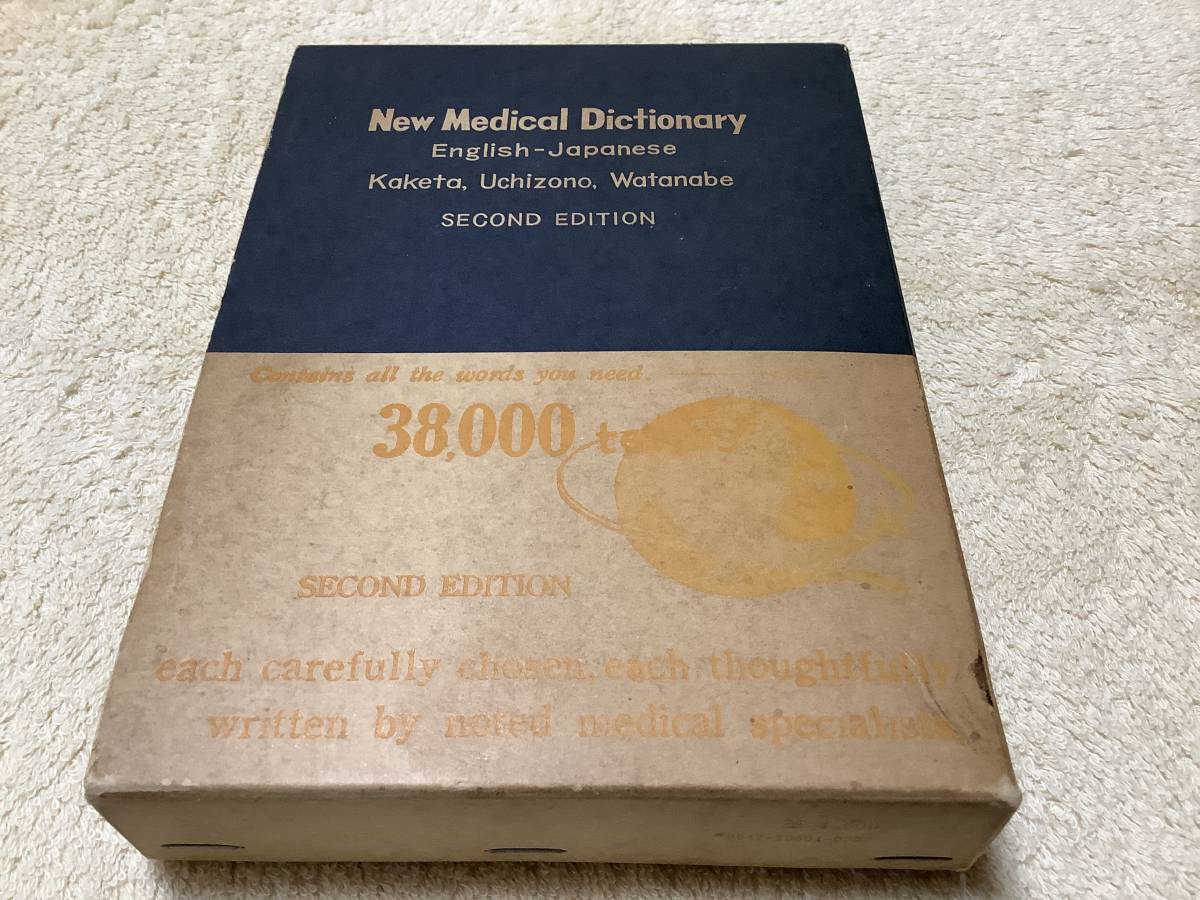 New Medical Dictionary
English-Japanese
Kaketa, Uchizono, Watanabe
SECOND EDITION
Contains all the words you need.
38,000
SECOND EDITION
each carefully chosen, each thoughtfully
written by noted medical specialists